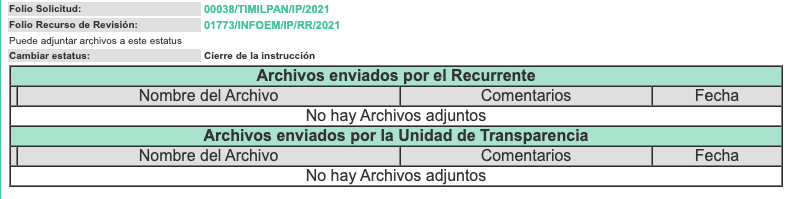 Folio Solicitud: 00038/TIMILPAN/IP/2021
Folio Recurso de Revisión: 01773/INFOEM/IP/RR/2021
Puede adjuntar archivos a este estatus
Cambiar estatus: Cierre de la instrucción
Archivos enviados por el Recurrente
Nombre del Archivo Comentarios Fecha
No hay Archivos adjuntos
Archivos enviados por la Unidad de Transparencia
Nombre del Archivo Comentarios Fecha
No hay Archivos adjuntos